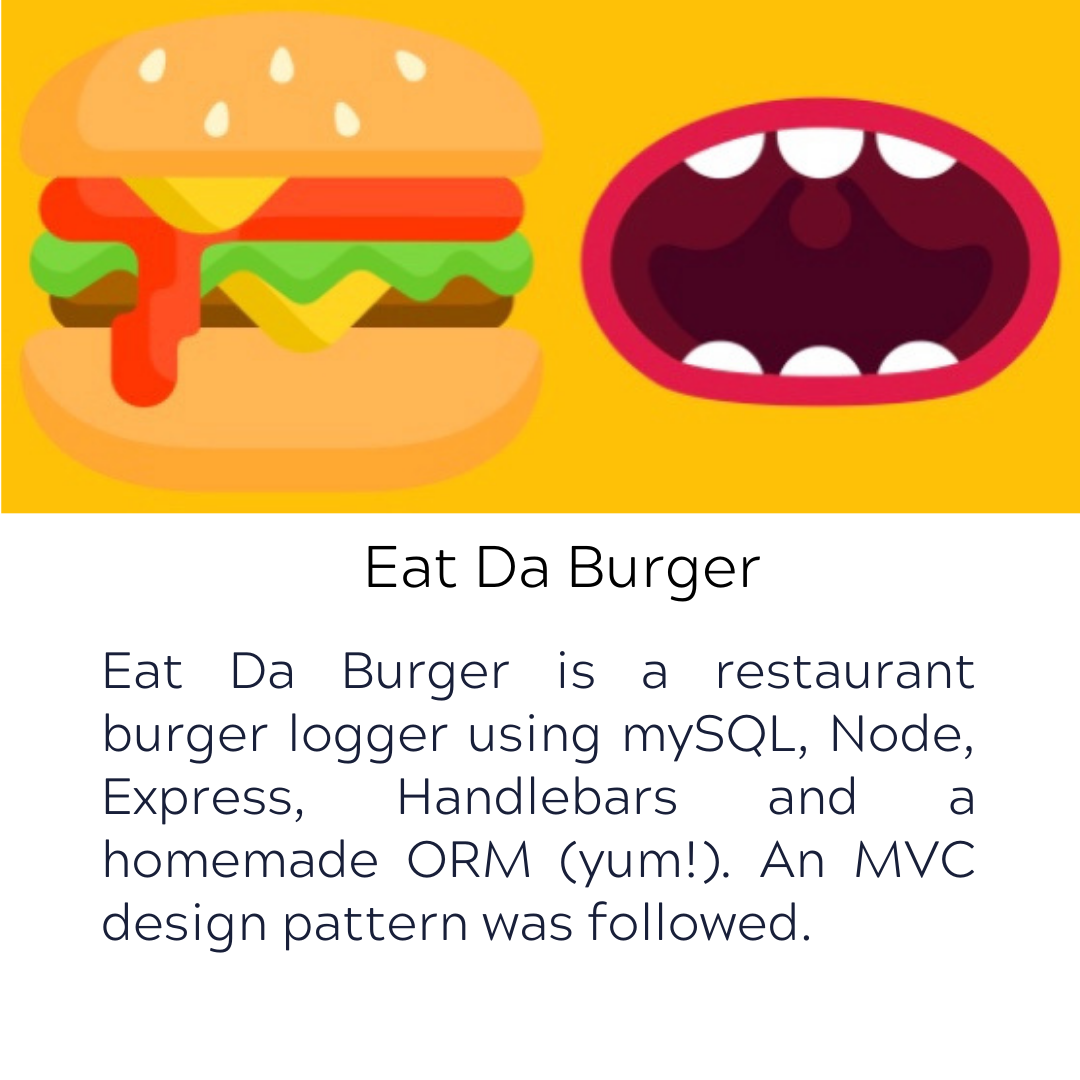 Eat Da Burger
Eat Da Burger is a restaurant
burger logger using mySQL, Node,
Express, Handlebars and a
homemade ORM (yum!). An MVC
design pattern was followed.